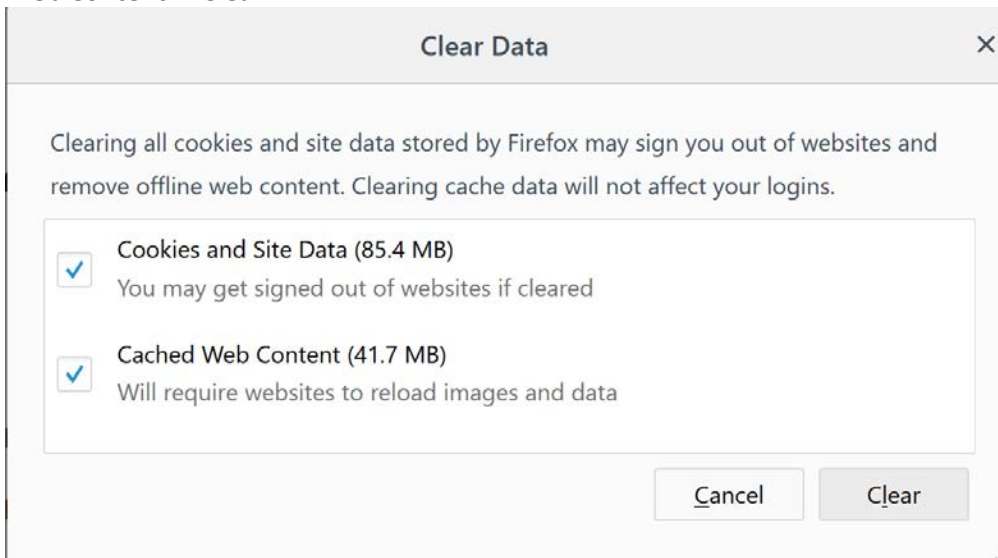 Clear Data
Clearing all cookies and site data stored by Firefox may sign you out of websites and
remove offline web content. Clearing cache data will not affect your logins.
Cookies and Site Data (85.4 MB)
You may get signed out of websites if cleared
Cached Web Content (41.7 MB)
Will require websites to reload images and data
Cancel
Clear